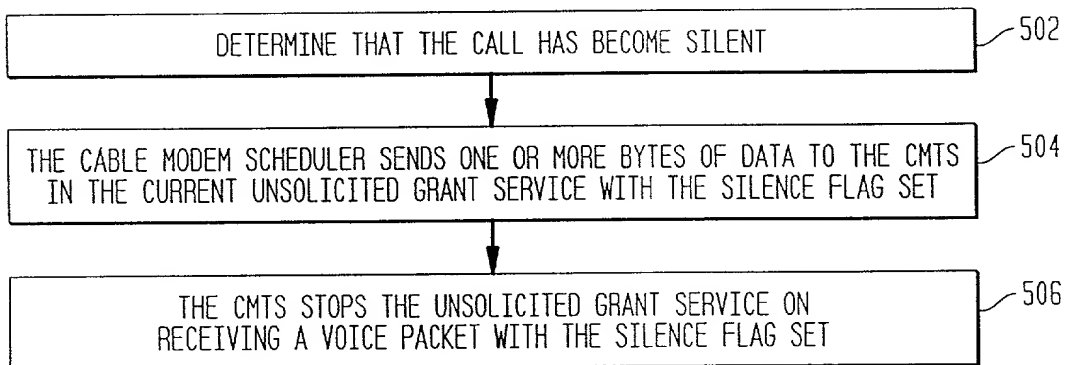 DETERMINE THAT THE CALL HAS BECOME SILENT
502
THE CABLE MODEM SCHEDULER SENDS ONE OR MORE BYTES OF DATA TO THE CMTS
IN THE CURRENT UNSOLICITED GRANT SERVICE WITH THE SILENCE FLAG SET
504
THE CMTS STOPS THE UNSOLICITED GRANT SERVICE ON
RECEIVING A VOICE PACKET WITH THE SILENCE FLAG SET
506